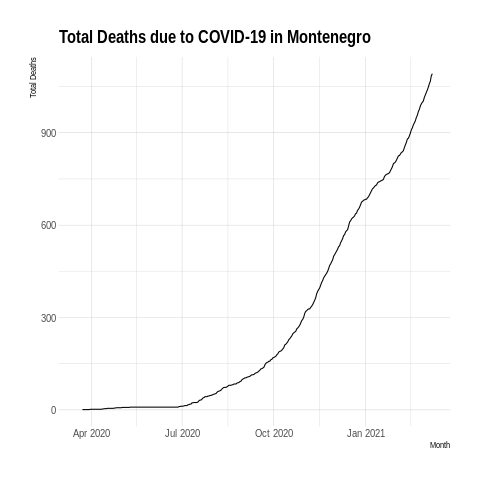 Total Deaths due to COVID-19 in Montenegro
Total Deaths
900
600
300
0
Apr 2020 Jul 2020 Oct 2020 Jan 2021
Month